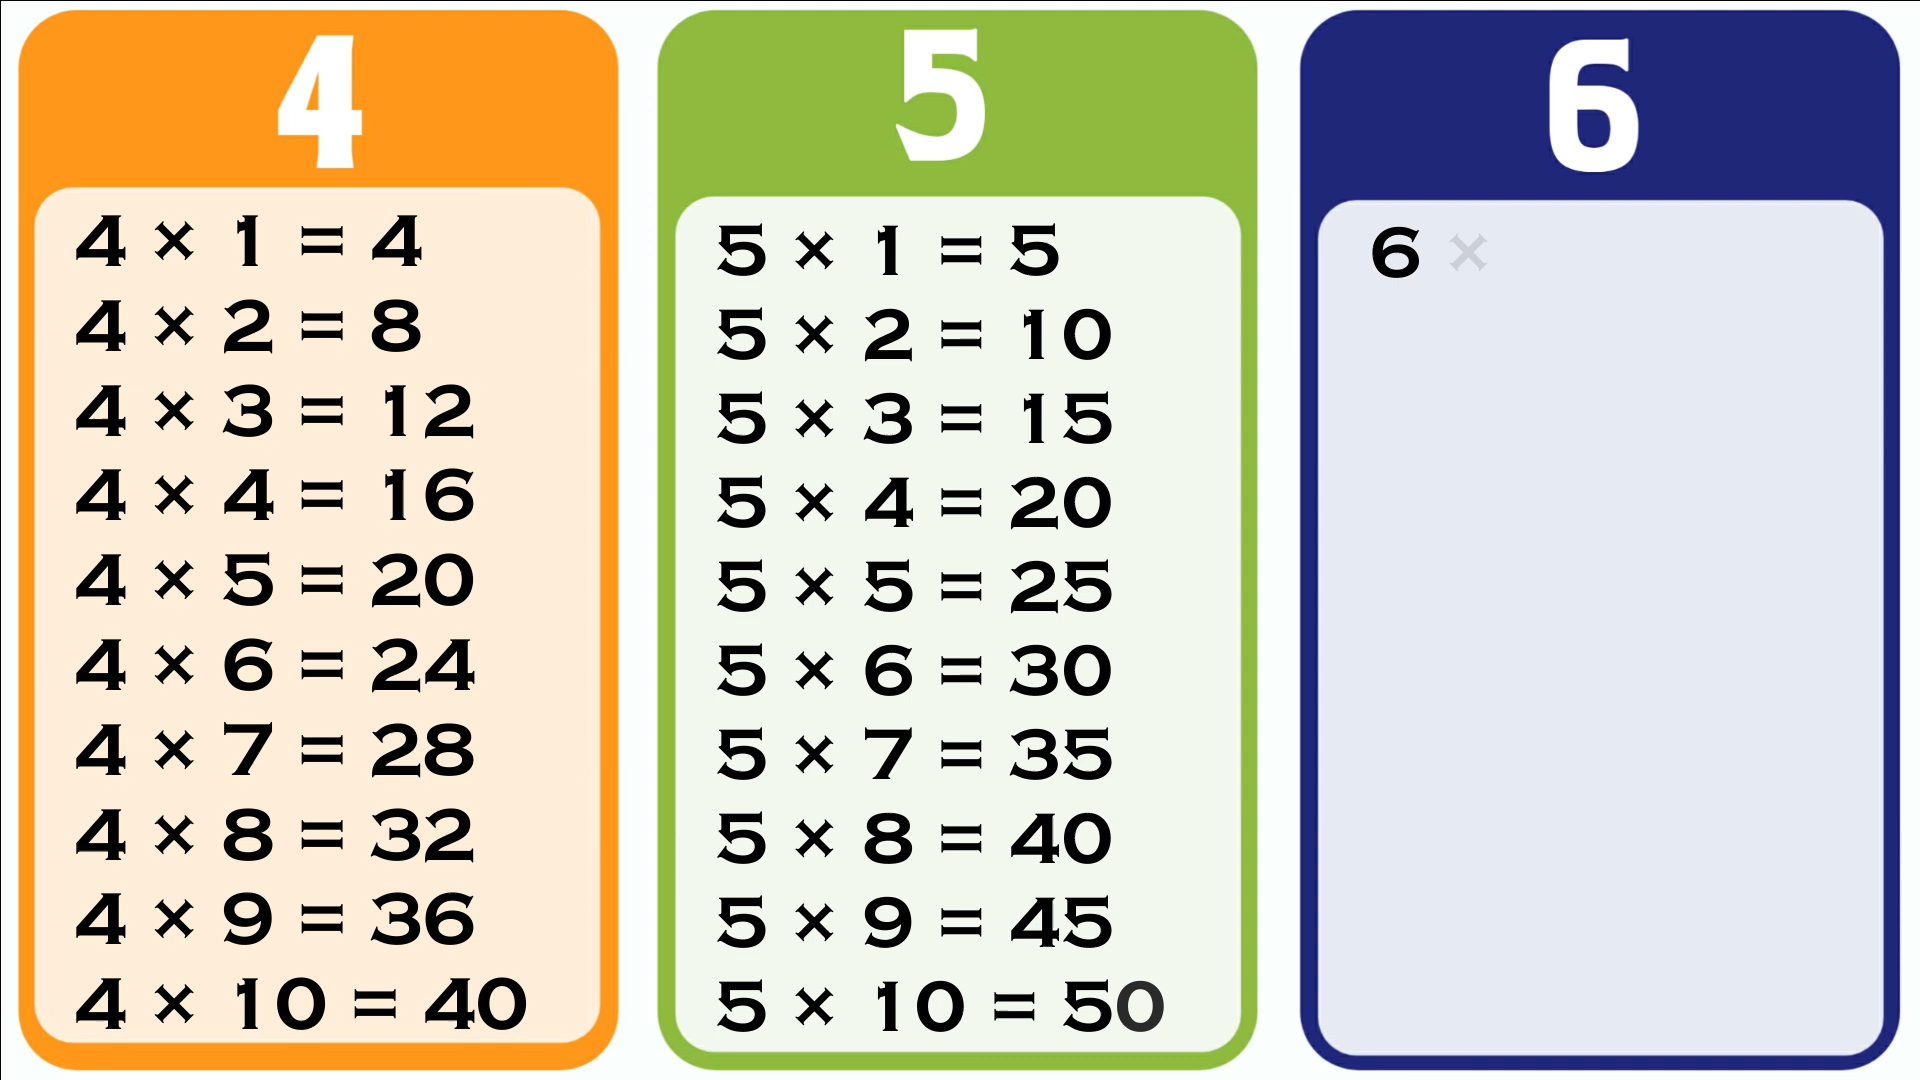 4
4 × 1 = 4
4 × 2 = 8
4 × 3 = 12
4 × 4 = 16
4 × 5 = 20
4 × 6 = 24
4 × 7 = 28
4 × 8 = 32
4 × 9 = 36
4 × 10 = 40
5
5 × 1 = 5
5 × 2 = 10
5 × 3 = 15
5 × 4 = 20
5 × 5 = 25
5 × 6 = 30
5 × 7 = 35
5 × 8 = 40
5 × 9 = 45
5 × 10 = 50
6
6 ×